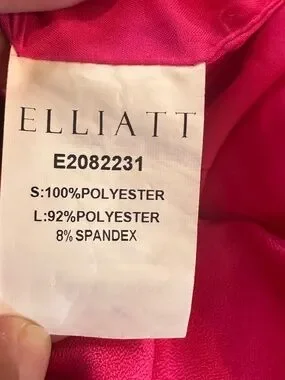 ELLIATT
E2082231
S:100%POLYESTER
L:92%POLYESTER
8%SPANDEX